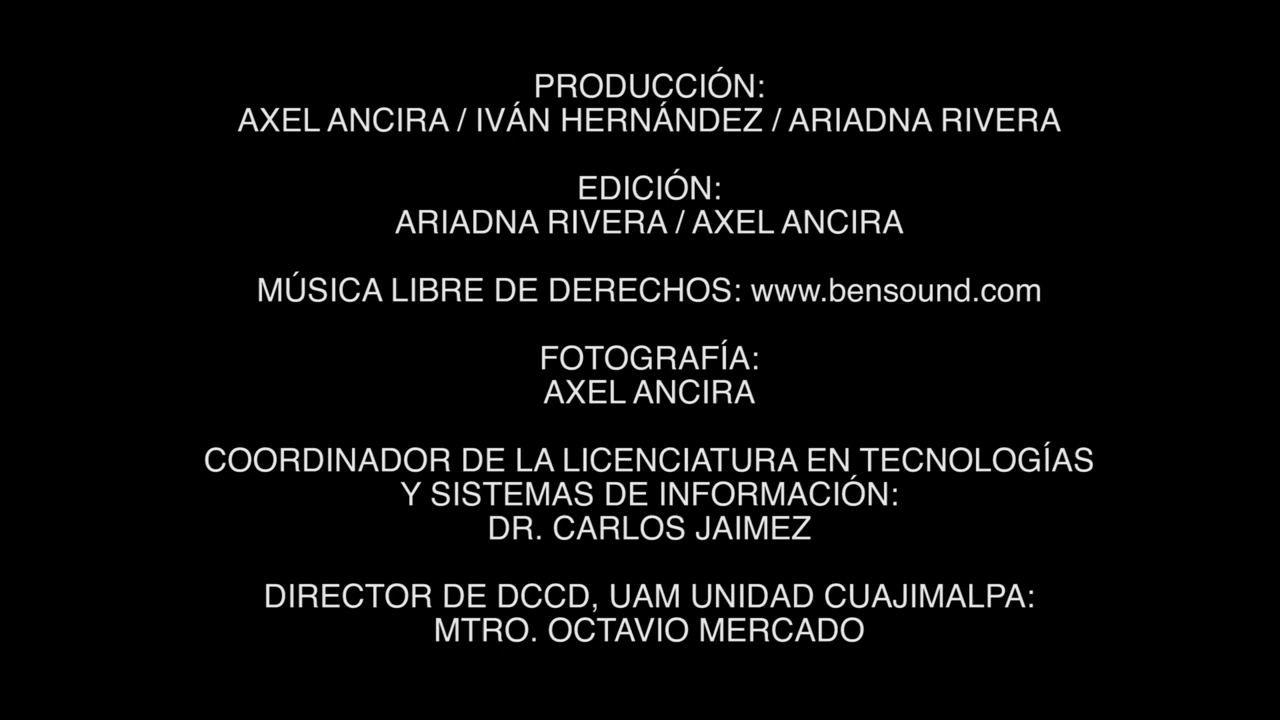 PRODUCCIÓN:
AXEL ANCIRA / IVÁN HERNÁNDEZ / ARIADNA RIVERA
EDICIÓN:
ARIADNA RIVERA / AXEL ANCIRA
MÚSICA LIBRE DE DERECHOS: www.bensound.com
FOTOGRAFÍA:
AXEL ANCIRA
COORDINADOR DE LA LICENCIATURA EN TECNOLOGÍAS
Y SISTEMAS DE INFORMACIÓN:
DR. CARLOS JAIMEZ
DIRECTOR DE DCCD, UAM UNIDAD CUAJIMALPA:
MTRO. OCTAVIO MERCADO